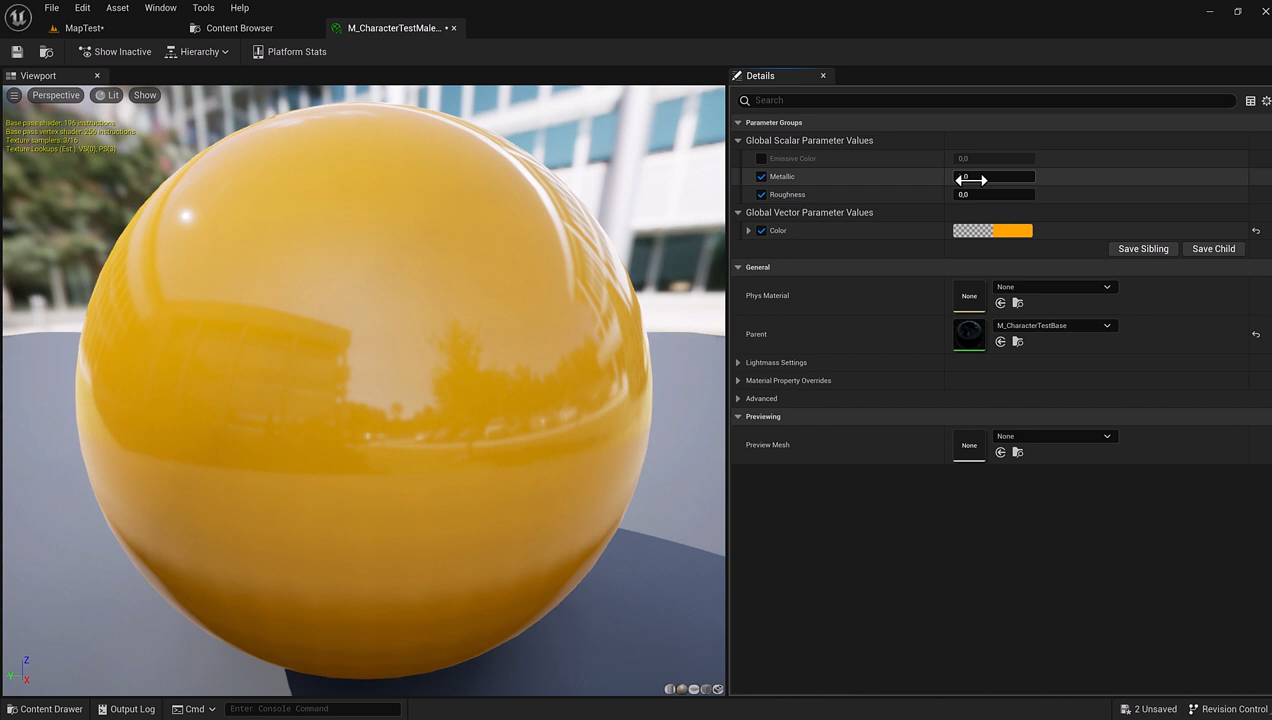 File Edit Asset Window Tools Help
MapTest* Content Browser M_CharacterTestMale... • ×
Show Inactive Hierarchy Platform Stats
Viewport × Details ×
Perspective Lit Show
Search
Base pass shader: 196 instructions
Base pass vertex shader: 256 instructions
Texture samplers: 3/16
Texture Lookups (Est.): VS(0), PS(3)
Parameter Groups
Global Scalar Parameter Values
Emissive Color 0,0
Metallic
Roughness 0,0
Global Vector Parameter Values
Color
Save Sibling Save Child
General
Phys Material None None
Parent M_CharacterTestBase
Lightmass Settings
Material Property Overrides
Advanced
Previewing
Preview Mesh None None
Z
Y
X
Content Drawer Output Log Cmd Enter Console Command 2 Unsaved Revision Control